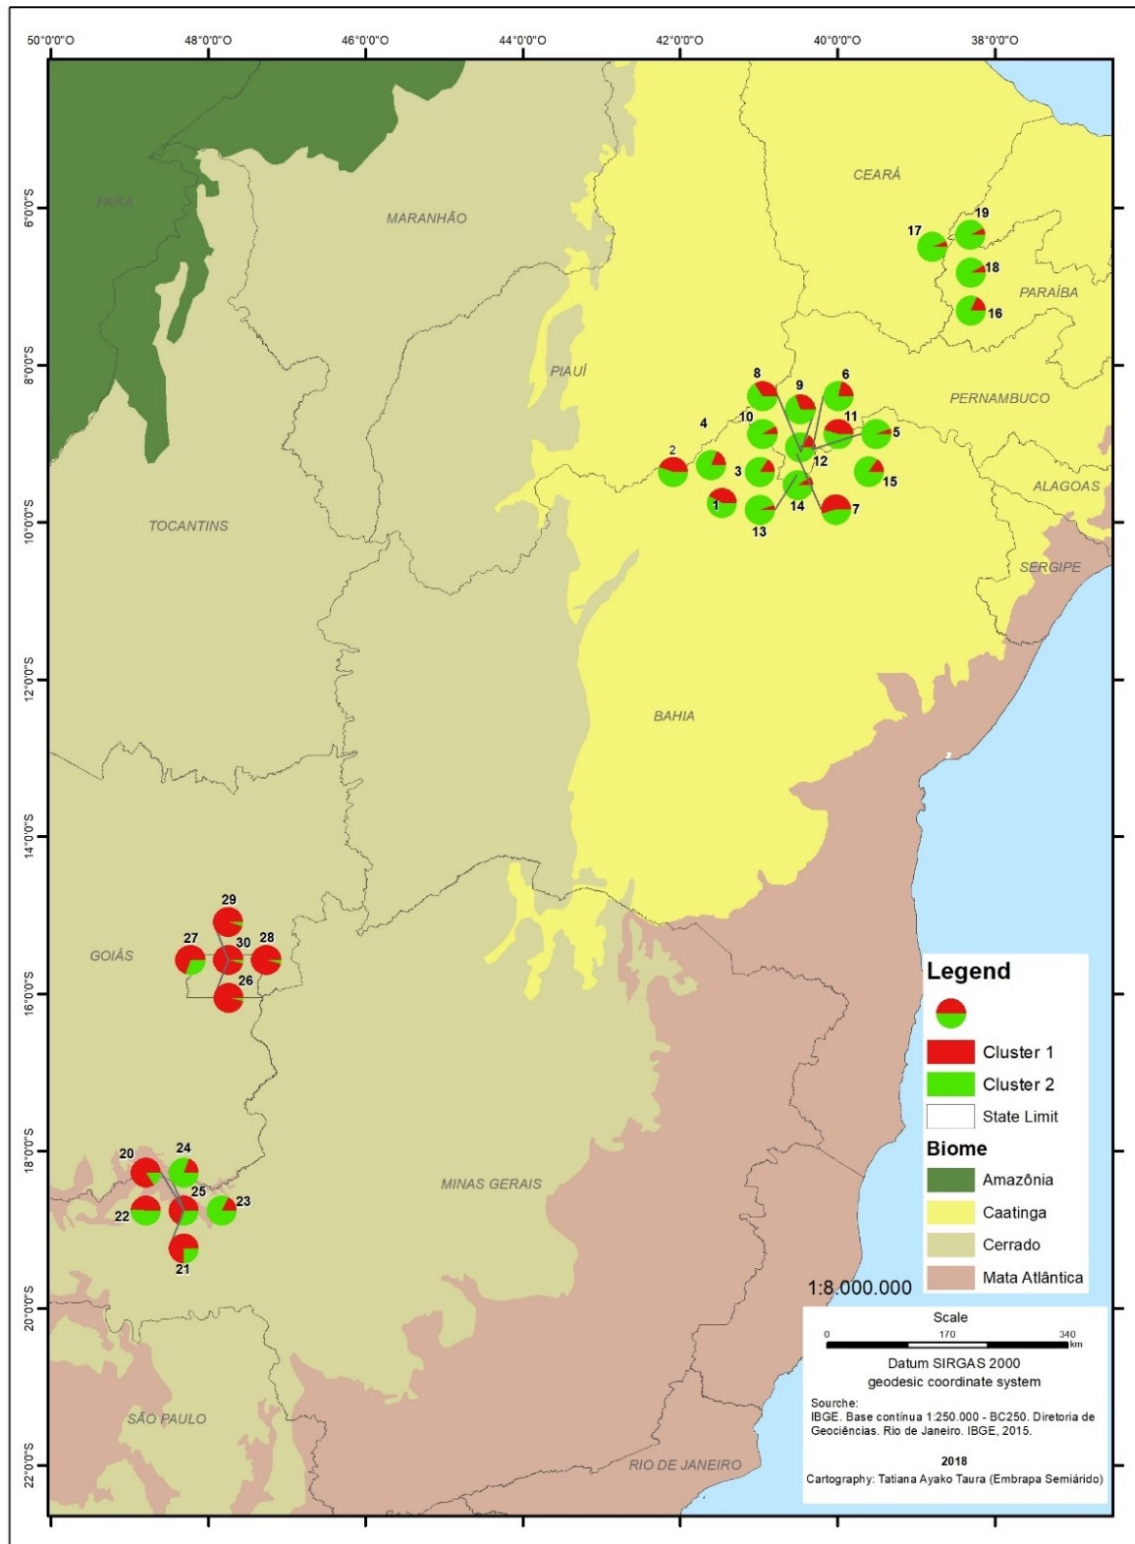 50°0'0"O 48°0'0"O 46°0'0"O 44°0'0"O 42°0'0"O 40°0'0"O 38°0'0"O
6°0'0"S
8°0'0"S
10°0'0"S
12°0'0"S
14°0'0"S
16°0'0"S
18°0'0"S
20°0'0"S
22°0'0"S
PARÁ
MARANHÃO
CEARÁ
19
17
18
PARAÍBA
16
PIAUÍ
8
9
6
PERNAMBUCO
10
11
4
5
2
3
12
15
ALAGOAS
1
14
7
13
TOCANTINS
SERGIPE
BAHIA
29
27
30
28
GOIÁS
26
20
24
25
23
22
21
MINAS GERAIS
SÃO PAULO
RIO DE JANEIRO
Legend
Cluster 1
Cluster 2
State Limit
Biome
Amazônia
Caatinga
Cerrado
Mata Atlântica
1:8.000.000
Scale
0 170 340
km
Datum SIRGAS 2000
geodesic coordinate system
Sourche:
IBGE. Base contínua 1:250.000 - BC250. Diretoria de
Geociências. Rio de Janeiro. IBGE, 2015.
2018
Cartography: Tatiana Ayako Taura (Embrapa Semiárido)